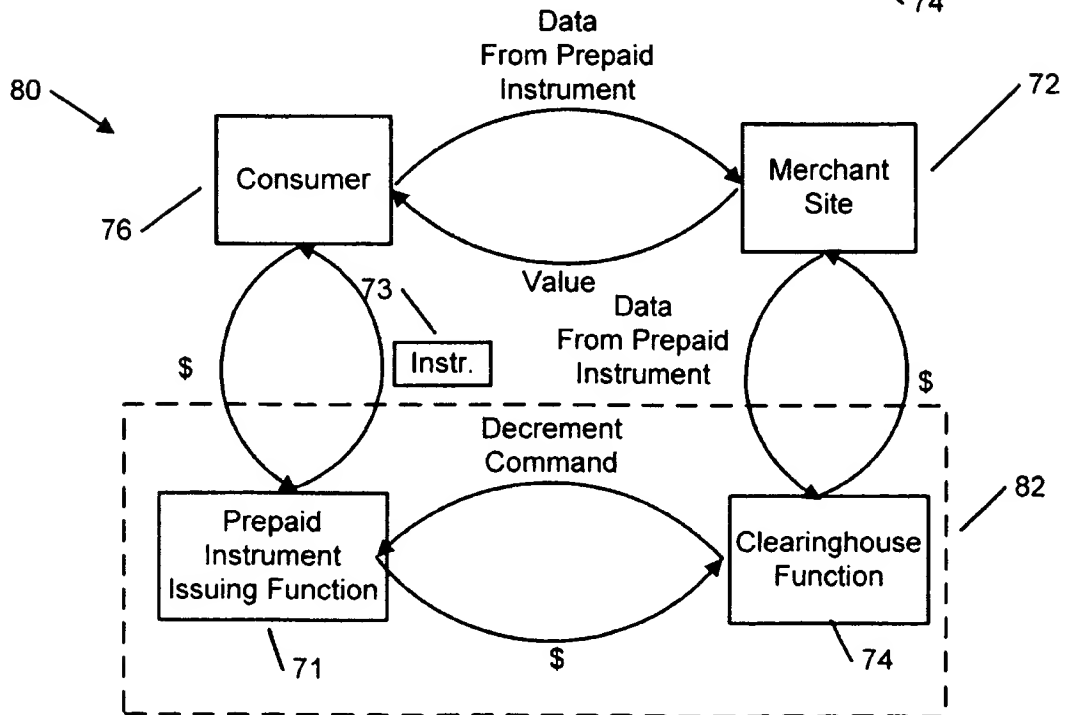 74
Data
From Prepaid
Instrument
80
72
Consumer
Merchant
Site
76
Value
73
Instr.
Data
From Prepaid
Instrument
$
$
Decrement
Command
82
Prepaid
Instrument
Issuing Function
Clearinghouse
Function
71
$
74